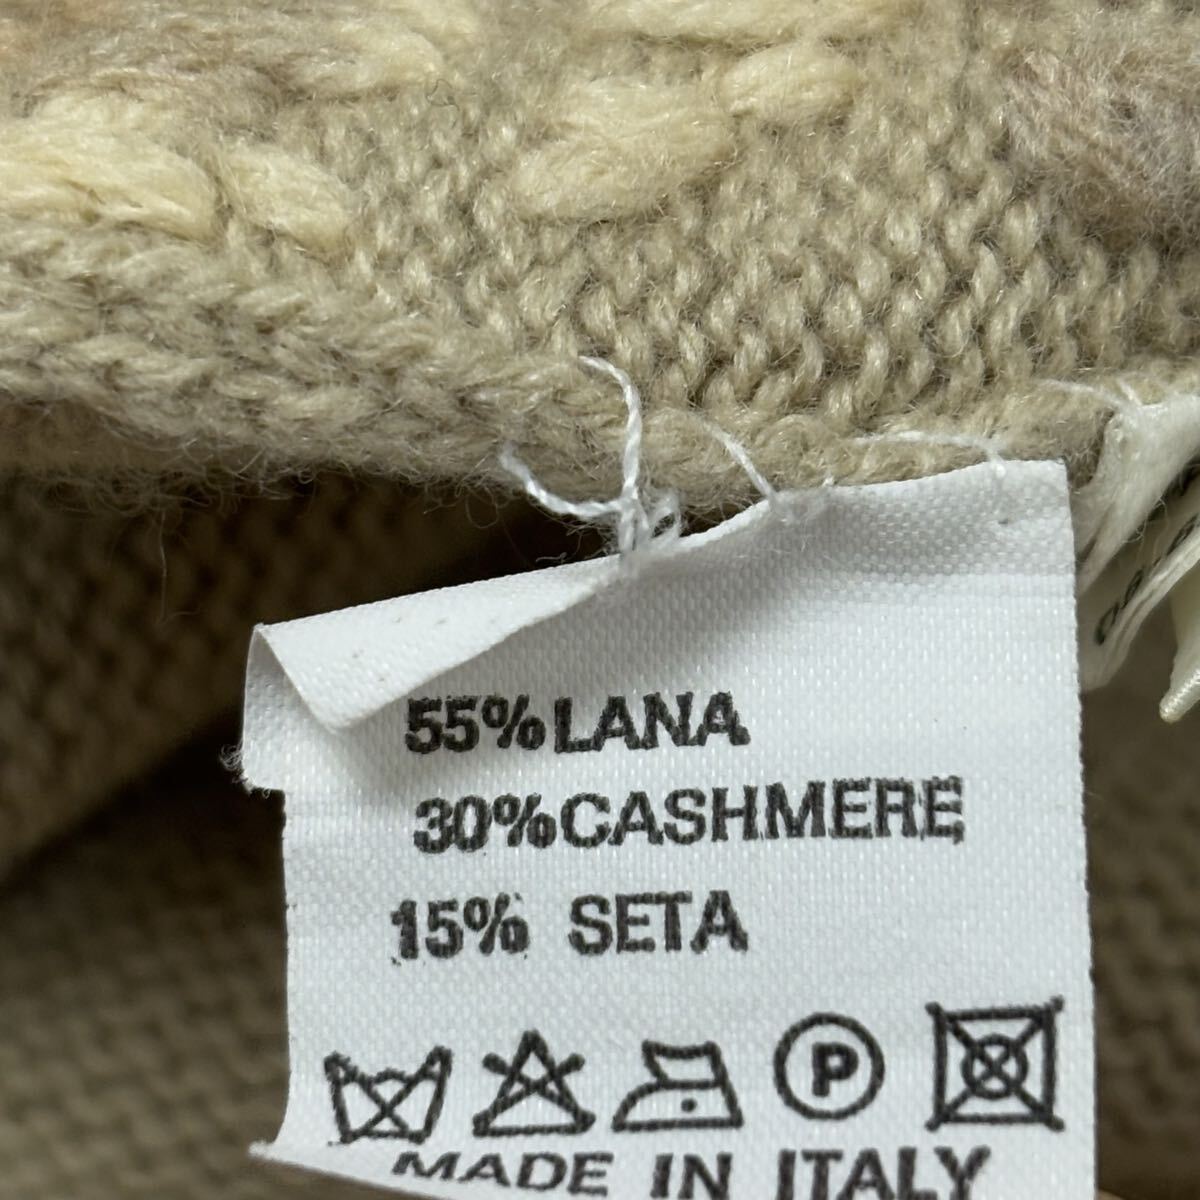 55% LANA
30% CASHMERE
15% SETA
P
MADE IN ITALY